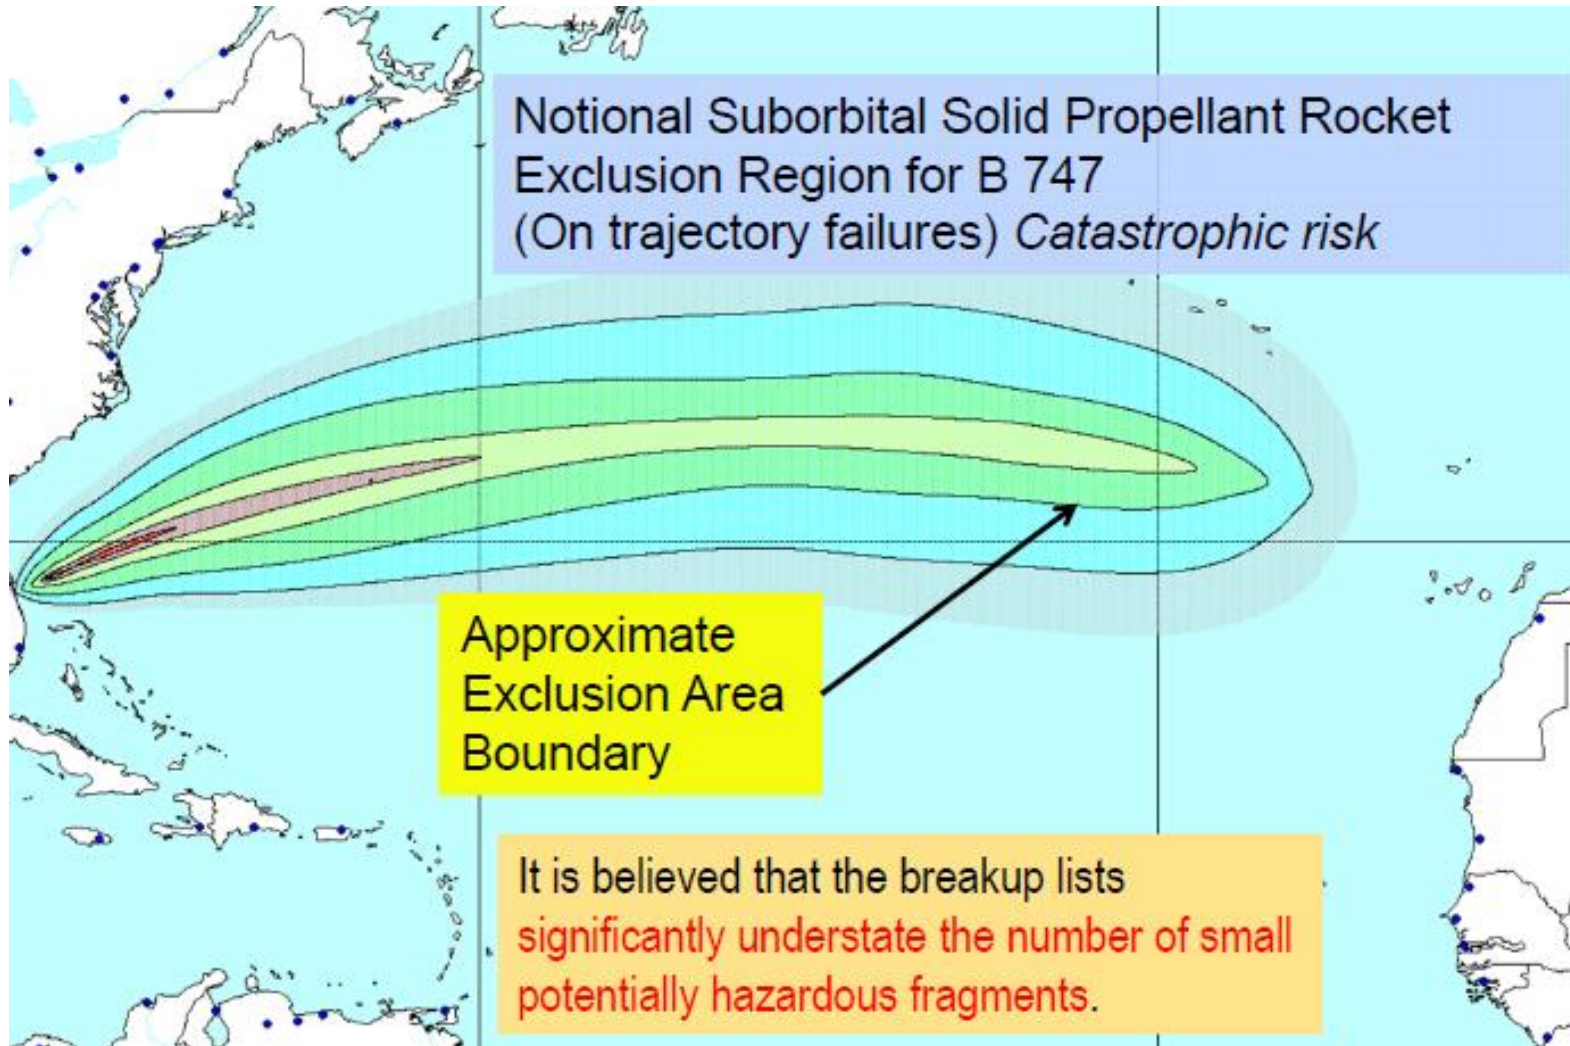 Notional Suborbital Solid Propellant Rocket
Exclusion Region for B 747
(On trajectory failures) Catastrophic risk
Approximate
Exclusion Area
Boundary
It is believed that the breakup lists
significantly understate the number of small
potentially hazardous fragments.